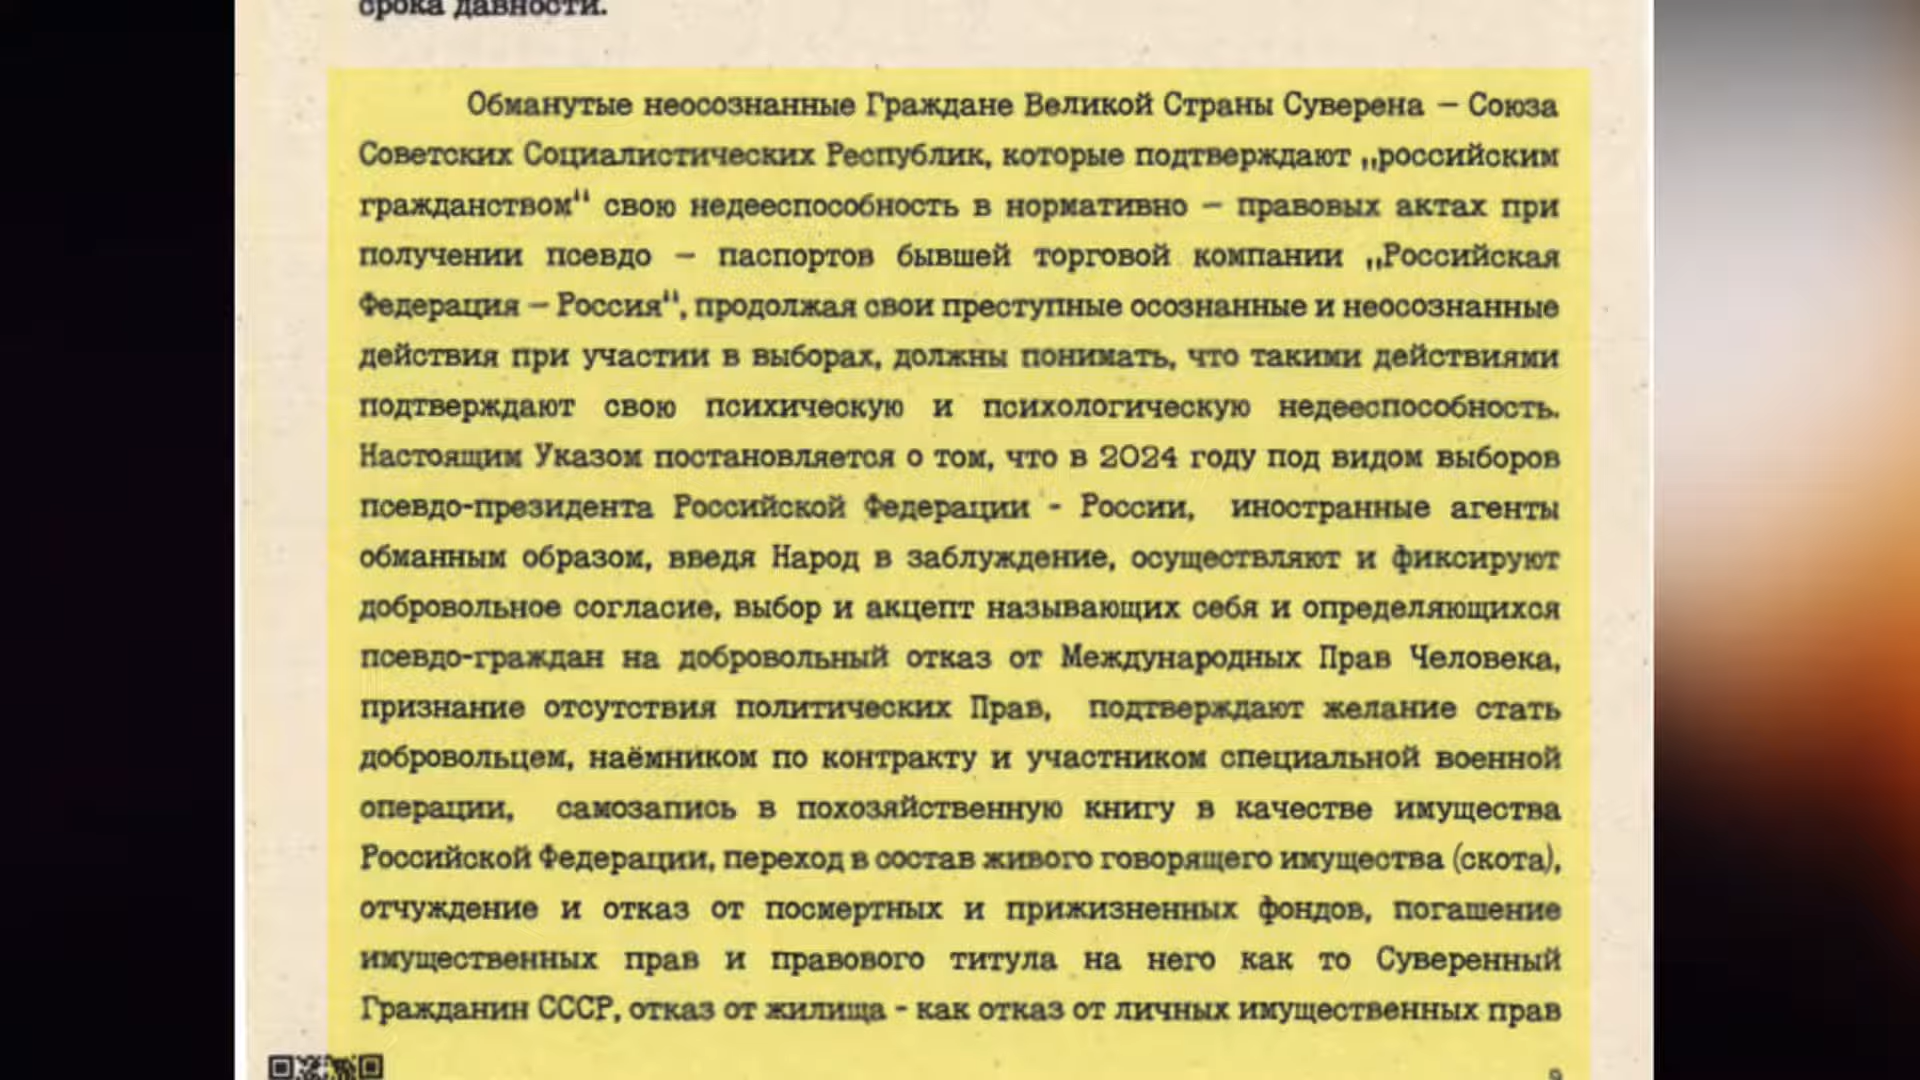 срока давности.
Обманутые неосознанные Граждане Великой Страны Суверена – Союза
Советских Социалистических Республик, которые подтверждают „российским
гражданством" свою недееспособность в нормативно – правовых актах при
получении псевдо – паспортов бывшей торговой компании „Российская
Федерация – Россия", продолжая свои преступные осознанные и неосознанные
действия при участии в выборах, должны понимать, что такими действиями
подтверждают свою психическую и психологическую недееспособность.
Настоящим Указом постановляется о том, что в 2024 году под видом выборов
псевдо-президента Российской Федерации - России, иностранные агенты
обманным образом, введя Народ в заблуждение, осуществляют и фиксируют
добровольное согласие, выбор и акцепт называющих себя и определяющихся
псевдо-граждан на добровольный отказ от Международных Прав Человека,
признание отсутствия политических Прав, подтверждают желание стать
добровольцем, наёмником по контракту и участником специальной военной
операции, самозапись в похозяйственную книгу в качестве имущества
Российской Федерации, переход в состав живого говорящего имущества (скота),
отчуждение и отказ от посмертных и прижизненных фондов, погашение
имущественных прав и правового титула на него как то Суверенный
Гражданин СССР, отказ от жилища - как отказ от личных имущественных прав
9